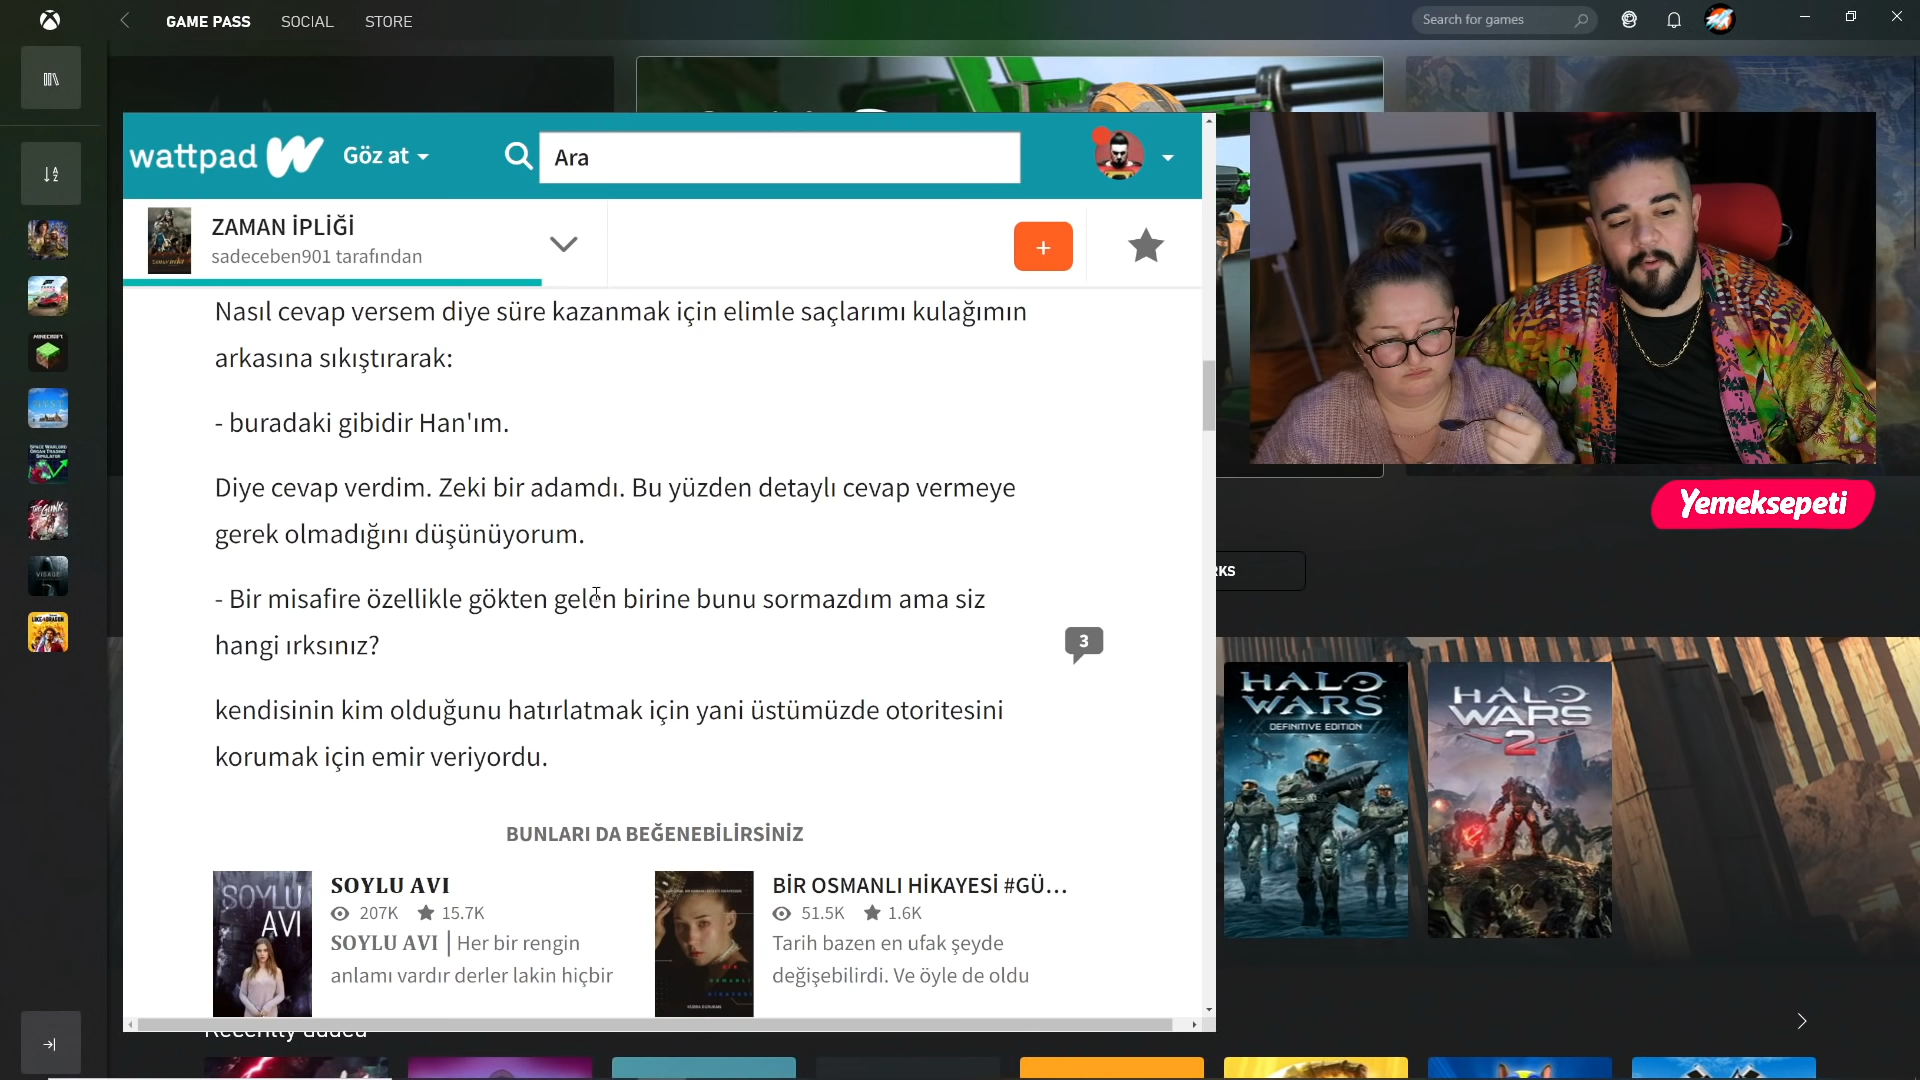 GAME PASS
SOCIAL
STORE
Search for games
wattpad
Göz at
Ara
ZAMAN İPLİĞİ
sadeceben901 tarafından
Nasıl cevap versem diye süre kazanmak için elimle saçlarımı kulağımın
arkasına sıkıştırarak:
- buradaki gibidir Han'ım.
Diye cevap verdim. Zeki bir adamdı. Bu yüzden detaylı cevap vermeye
gerek olmadığını düşünüyorum.
- Bir misafire özellikle gökten gelen birine bunu sormazdım ama siz
hangi ırksınız?
3
kendisinin kim olduğunu hatırlatmak için yani üstümüzde otoritesini
korumak için emir veriyordu.
BUNLARI DA BEĞENEBİLİRSİNİZ
SOYLU
AVI
SOYLU AVI
207K 15.7K
SOYLU AVI | Her bir rengin
anlamı vardır derler lakin hiçbir
BİR OSMANLI HİKAYESİ #GÜ...
51.5K 1.6K
Tarih bazen en ufak şeyde
değişebilirdi. Ve öyle de oldu
Yemeksepeti
RKS
HALO
WARS
DEFINITIVE EDITION
HALO
WARS
2
MINECRAFT
VISAGE
Recently added